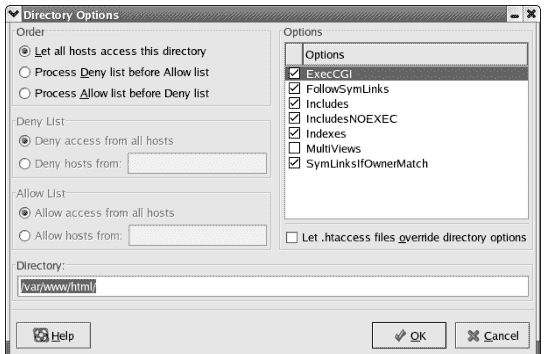 Directory Options
Order
Let all hosts access this directory
Process Deny list before Allow list
Process Allow list before Deny list
Deny List
Deny access from all hosts
Deny hosts from:
Allow List
Allow access from all hosts
Allow hosts from:
Options
Options
ExecCGI
FollowSymLinks
Includes
IncludesNOEXEC
Indexes
MultiViews
SymLinksIfOwnerMatch
Let .htaccess files override directory options
Directory:
/var/www/html/
Help
OK
Cancel